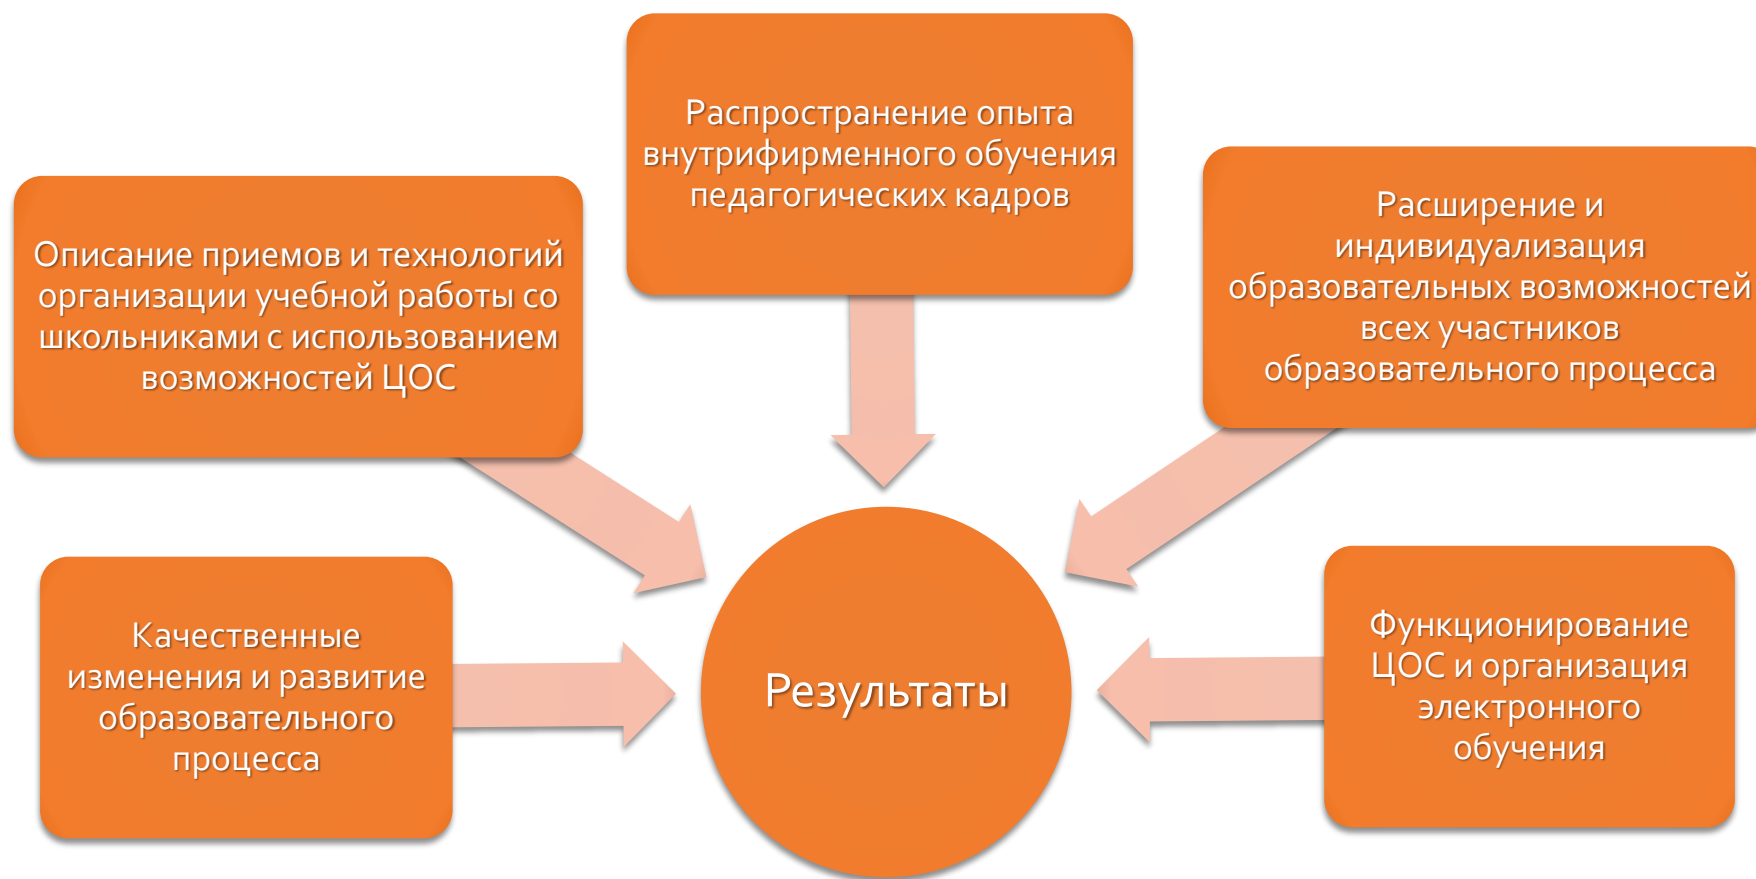 Распространение опыта
внутрифирменного обучения
педагогических кадров
Описание приемов и технологий
организации учебной работы со
школьниками с использованием
возможностей ЦОС
Расширение и
индивидуализация
образовательных возможностей
всех участников
образовательного процесса
Качественные
изменения и развитие
образовательного
процесса
Результаты
Функционирование
ЦОС и организация
электронного
обучения